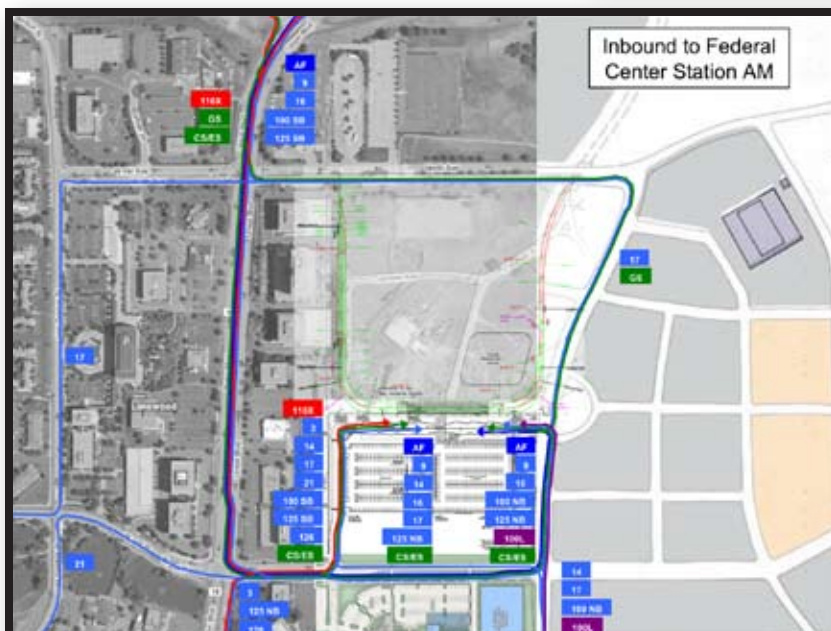 Inbound to Federal
Center Station AM
AF
9
16
100 SB
125 SB
116X
GS
CS/ES
17
GS
17
116X
3
14
17
21
100 SB
125 SB
126
CS/ES
AF
9
14
16
17
125 NB
CS/ES
AF
9
16
100 NB
125 NB
100L
CS/ES
21
3
125 NB
126
14
17
100 NB
100L